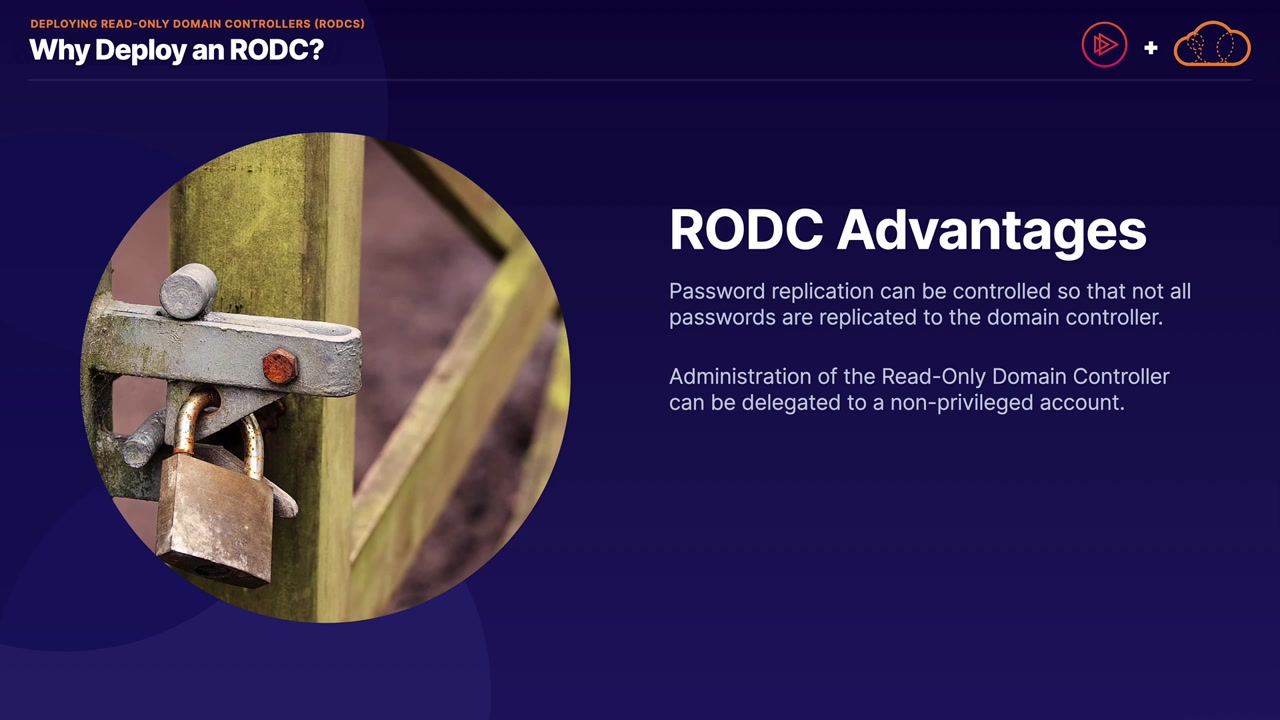 DEPLOYING READ-ONLY DOMAIN CONTROLLERS (RODCS)
Why Deploy an RODC?
+
RODC Advantages
Password replication can be controlled so that not all
passwords are replicated to the domain controller.
Administration of the Read-Only Domain Controller
can be delegated to a non-privileged account.